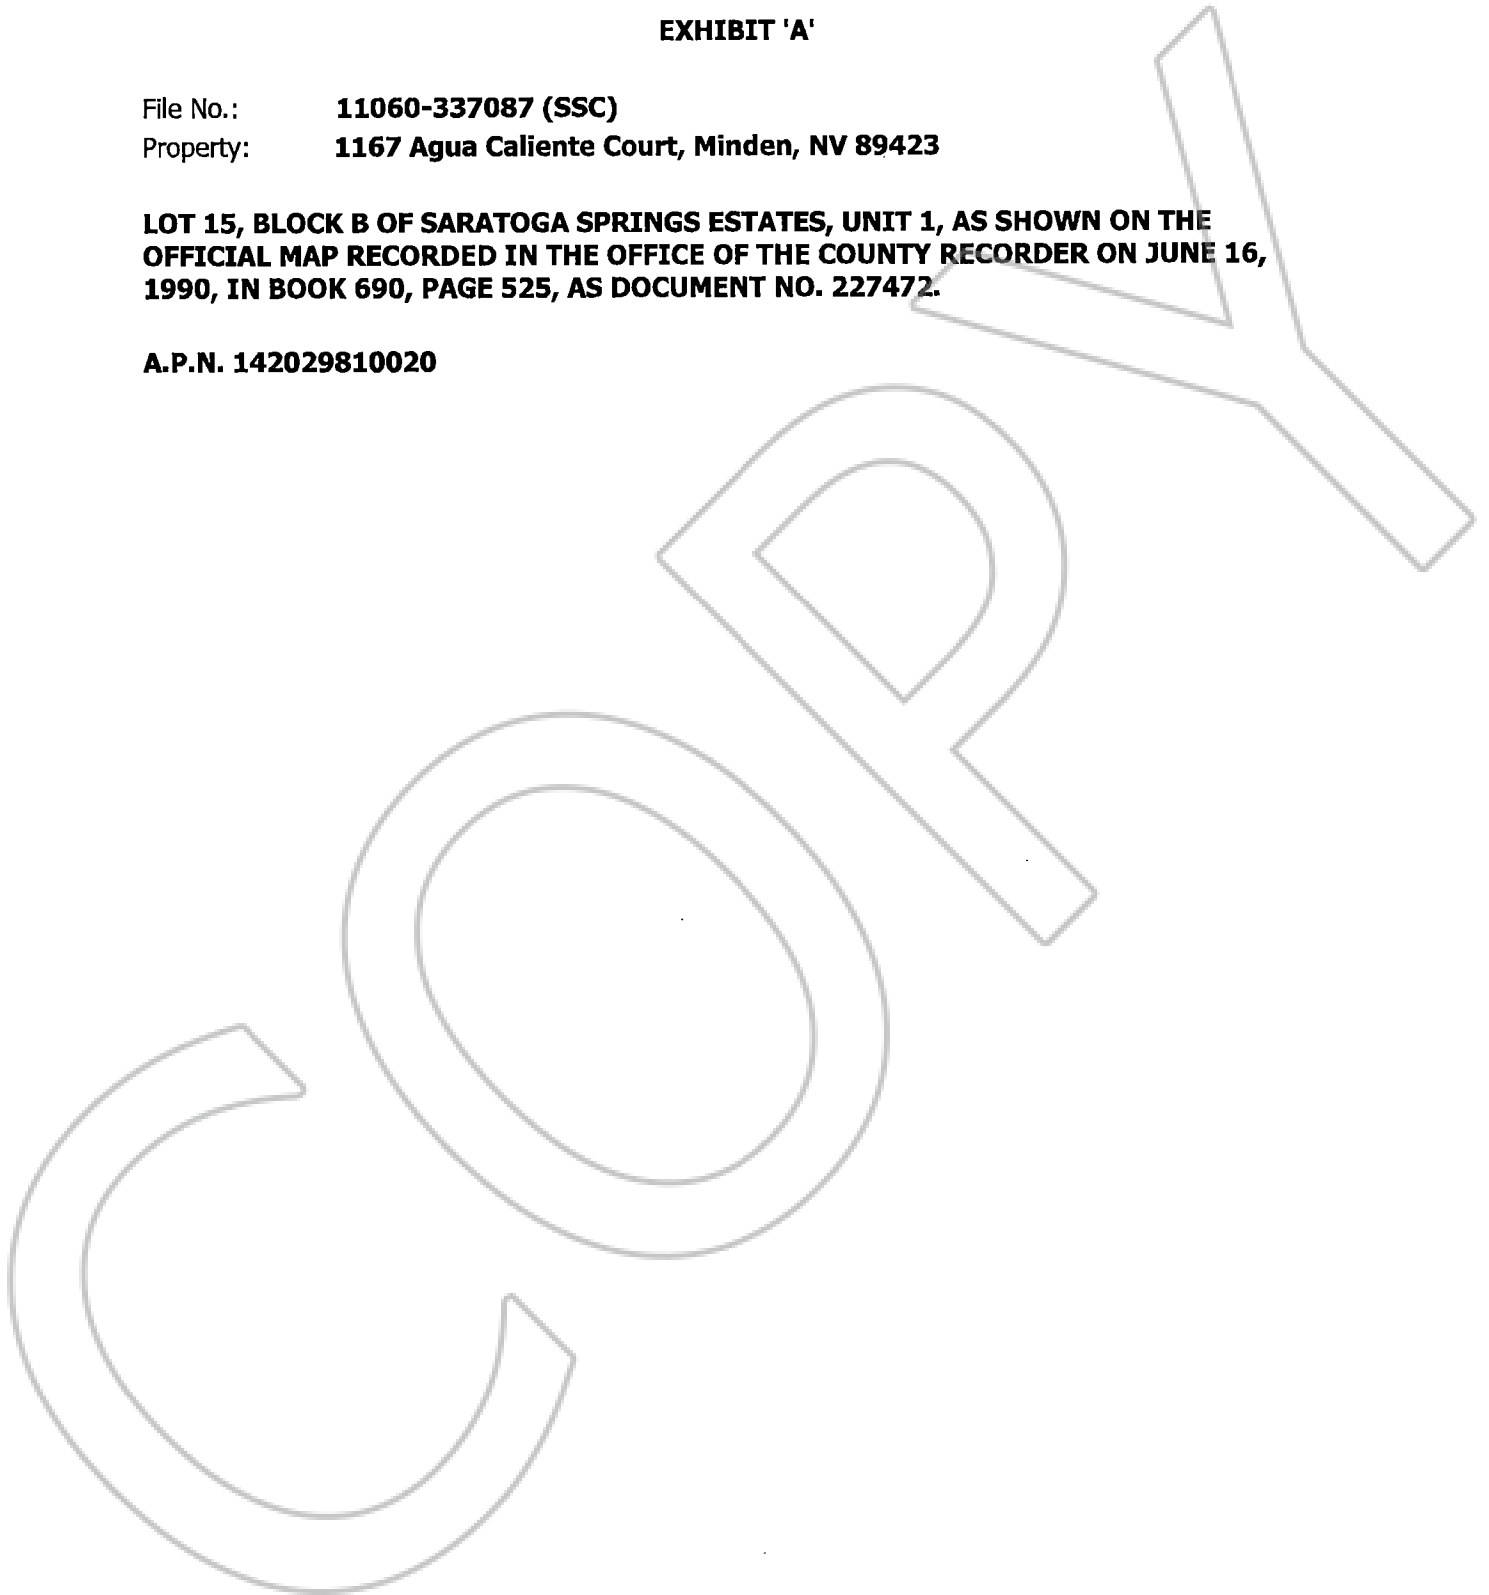 EXHIBIT 'A'
File No.: 11060-337087 (SSC)
Property: 1167 Agua Caliente Court, Minden, NV 89423
LOT 15, BLOCK B OF SARATOGA SPRINGS ESTATES, UNIT 1, AS SHOWN ON THE
OFFICIAL MAP RECORDED IN THE OFFICE OF THE COUNTY RECORDER ON JUNE 16,
1990, IN BOOK 690, PAGE 525, AS DOCUMENT NO. 227472.
A.P.N. 142029810020
COPY